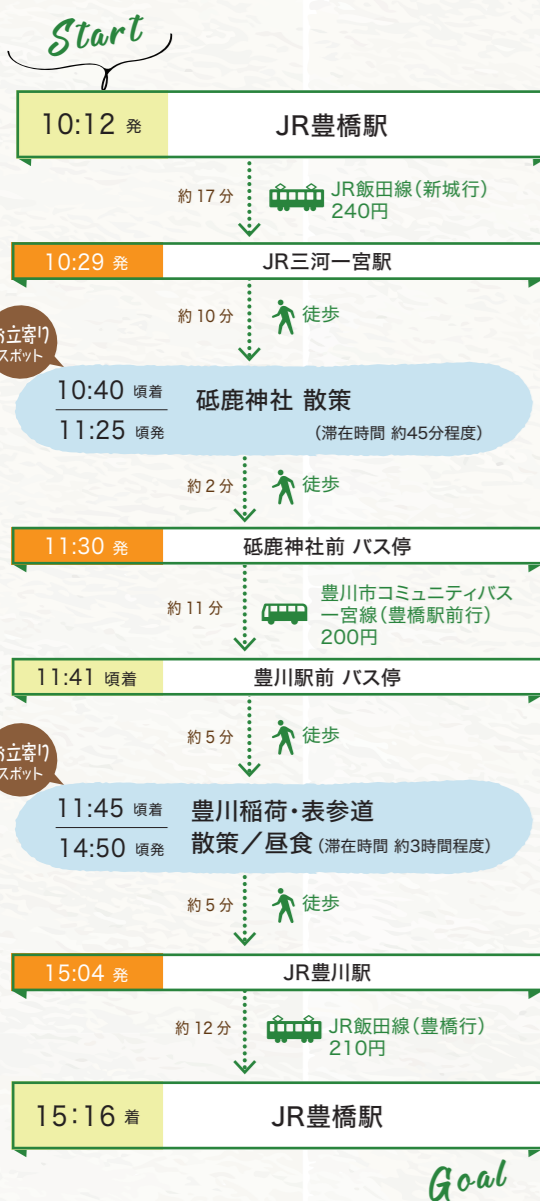 Start
10:12 発 JR豊橋駅
約17分 JR飯田線(新城行)
240円
10:29 発 JR三河一宮駅
約10分 徒歩
お立寄り
スポット
10:40 頃着
砥鹿神社 散策
11:25 頃発 (滞在時間 約45分程度)
約2分 徒歩
11:30 発 砥鹿神社前 バス停
豊川市コミュニティバス
約11分 一宮線(豊橋駅前行)
200円
11:41 頃着 豊川駅前 バス停
約5分 徒歩
お立寄り
スポット
11:45 頃着 豊川稲荷・表参道
14:50 頃発 散策/昼食(滞在時間 約3時間程度)
約5分 徒歩
15:04 発 JR豊川駅
約12分 JR飯田線(豊橋行)
210円
15:16 着 JR豊橋駅
Goal